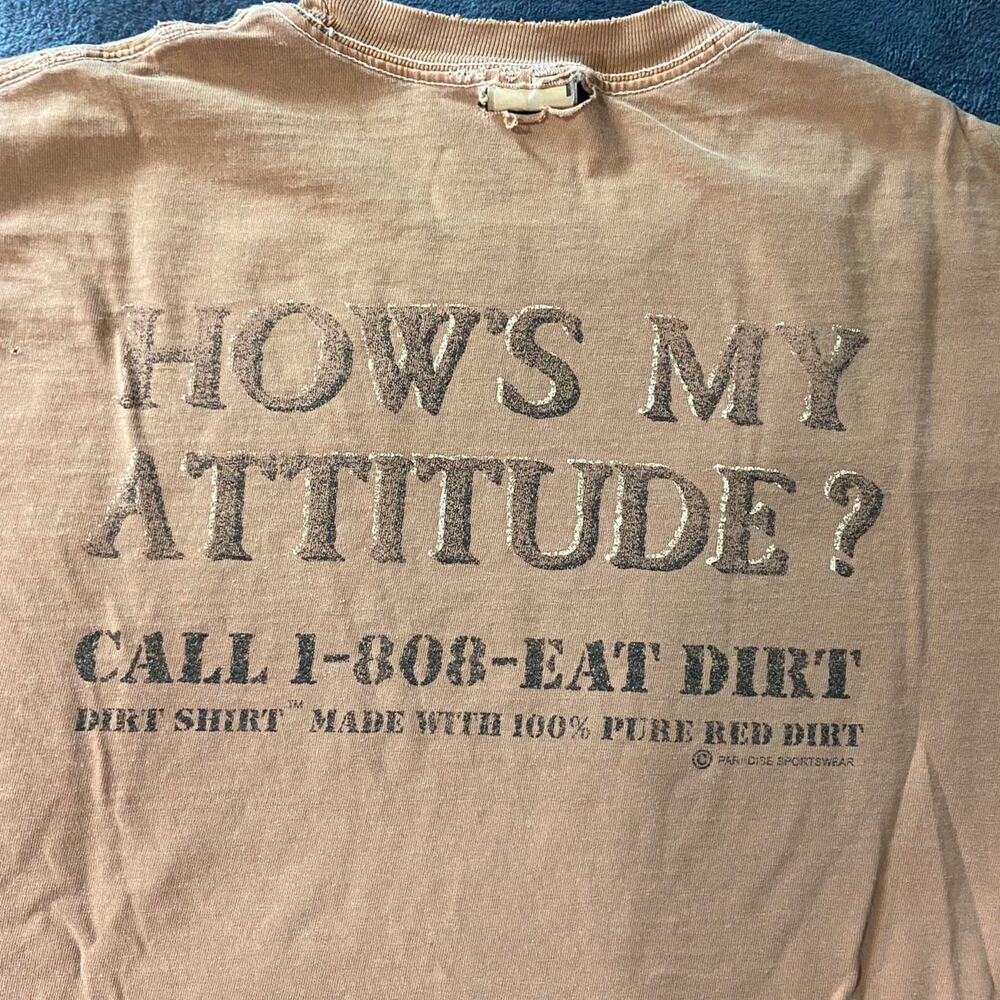 HOW'S MY
ATTITUDE?
CALL 1-808-EAT DIRT
DIRT SHIRT™ MADE WITH 100% PURE RED DIRT
© PARADISE SPORTSWEAR